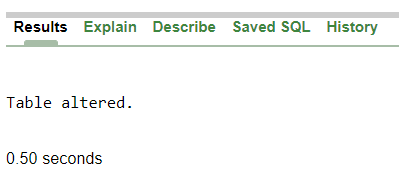 Results Explain Describe Saved SQL History
Table altered.
0.50 seconds